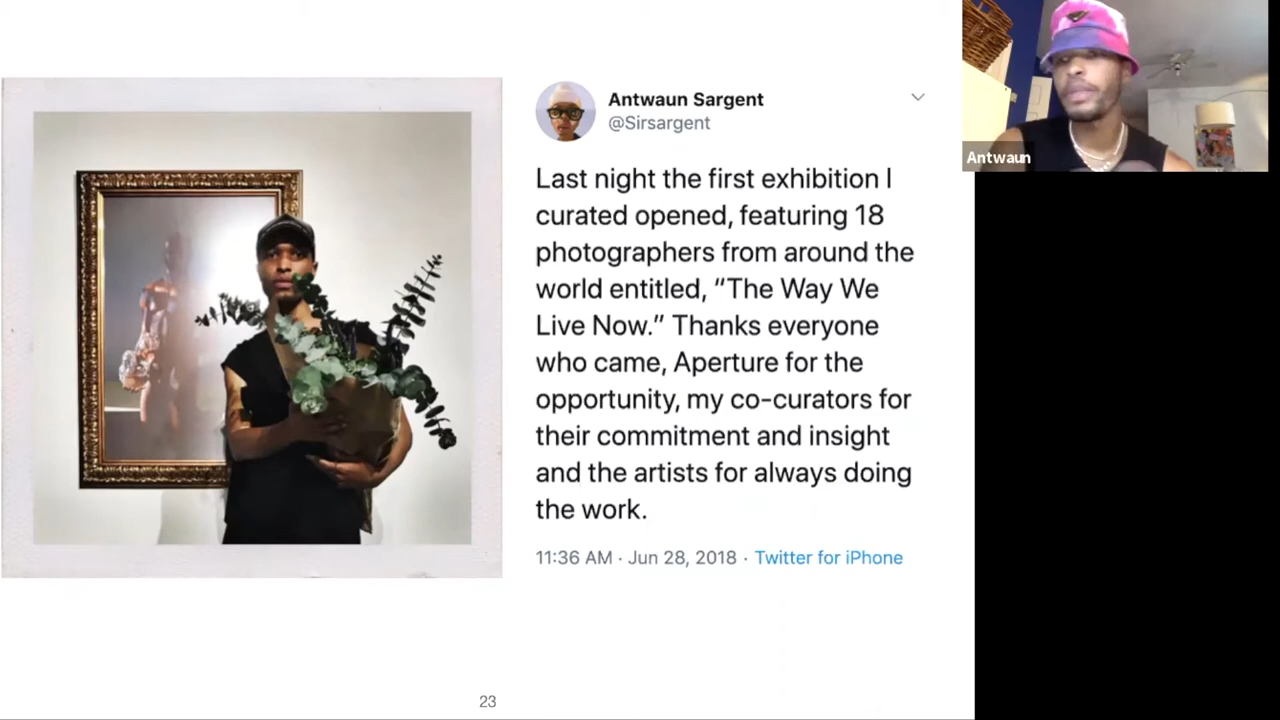 Antwaun Sargent
@Sirsargent
Last night the first exhibition I
curated opened, featuring 18
photographers from around the
world entitled, “The Way We
Live Now.” Thanks everyone
who came, Aperture for the
opportunity, my co-curators for
their commitment and insight
and the artists for always doing
the work.
11:36 AM · Jun 28, 2018 · Twitter for iPhone
23
Antwaun